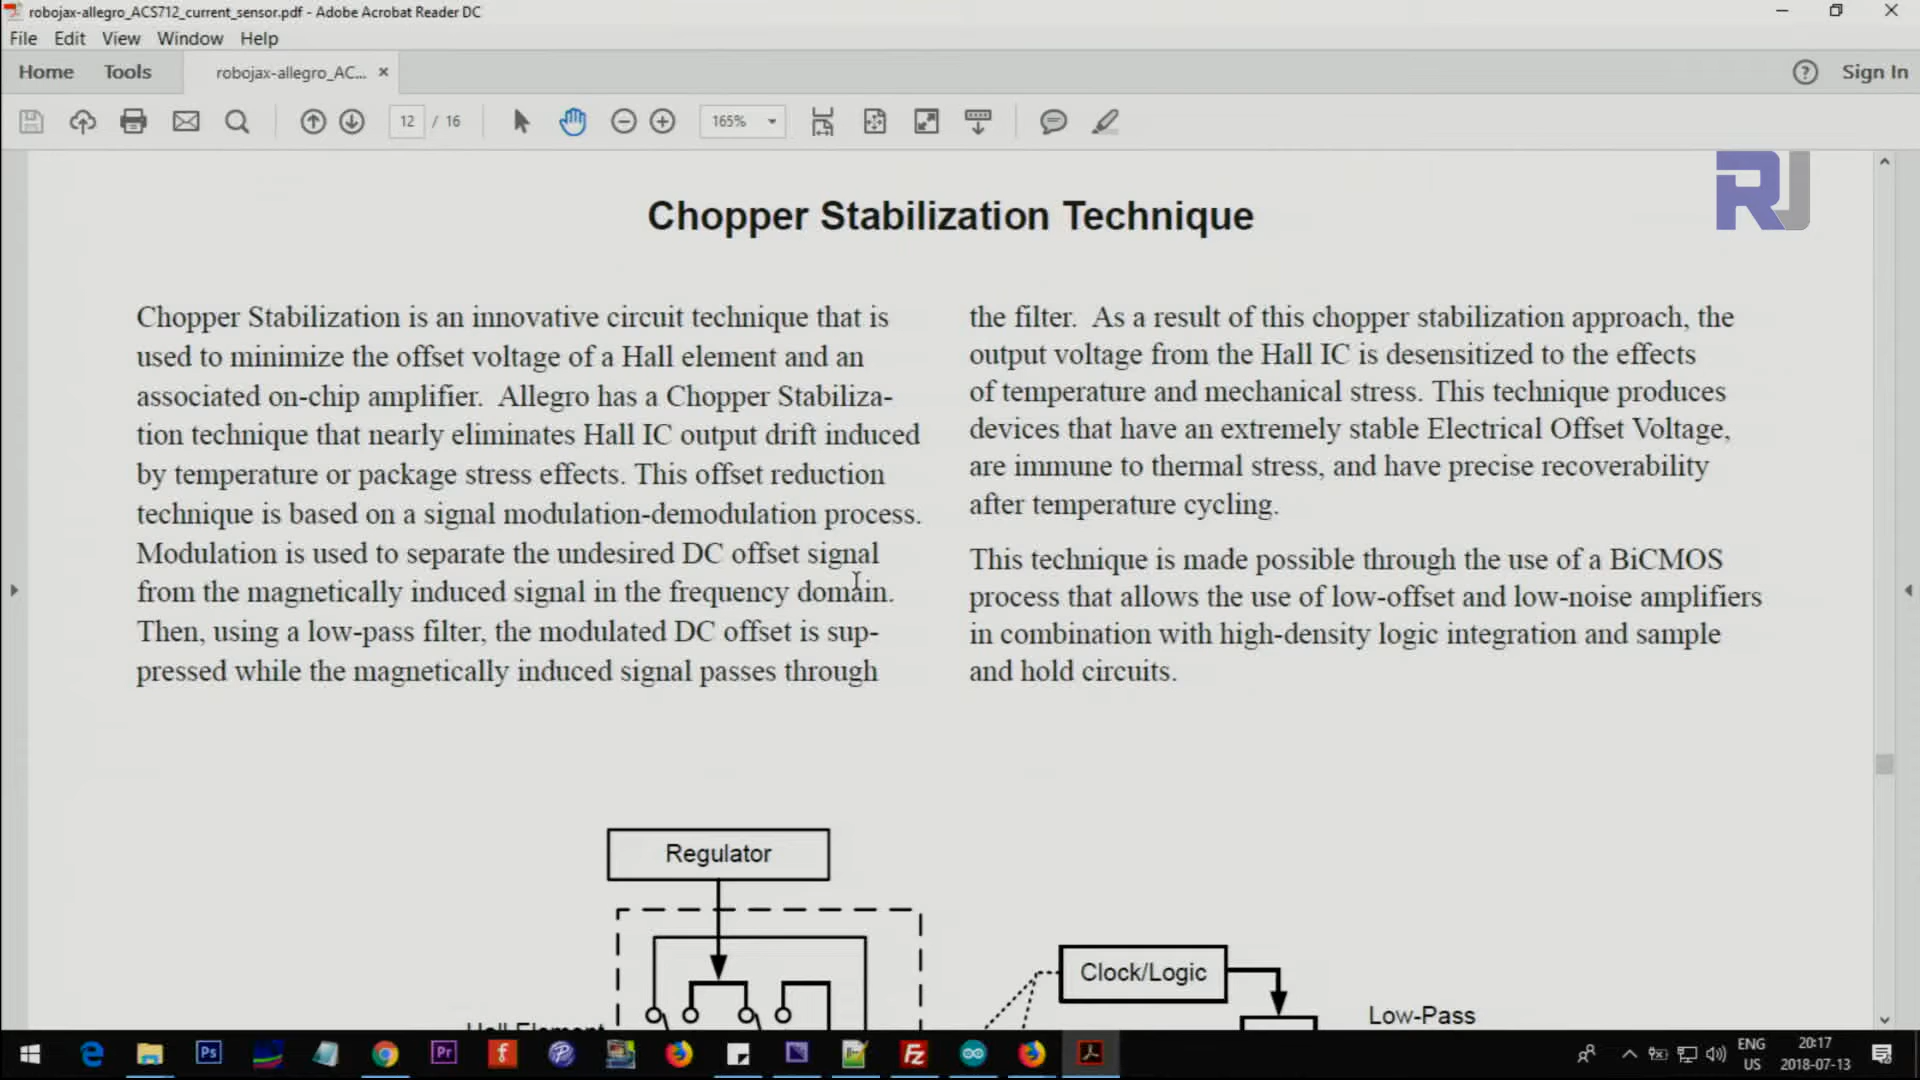 robojax-allegro_ACS712_current_sensor.pdf - Adobe Acrobat Reader DC
File Edit View Window Help
Home Tools robojax-allegro_AC... × Sign In
12 / 16 165%
RJ
Chopper Stabilization Technique
Chopper Stabilization is an innovative circuit technique that is
used to minimize the offset voltage of a Hall element and an
associated on-chip amplifier. Allegro has a Chopper Stabiliza-
tion technique that nearly eliminates Hall IC output drift induced
by temperature or package stress effects. This offset reduction
technique is based on a signal modulation-demodulation process.
Modulation is used to separate the undesired DC offset signal
from the magnetically induced signal in the frequency domain.
Then, using a low-pass filter, the modulated DC offset is sup-
pressed while the magnetically induced signal passes through
the filter. As a result of this chopper stabilization approach, the
output voltage from the Hall IC is desensitized to the effects
of temperature and mechanical stress. This technique produces
devices that have an extremely stable Electrical Offset Voltage,
are immune to thermal stress, and have precise recoverability
after temperature cycling.
This technique is made possible through the use of a BiCMOS
process that allows the use of low-offset and low-noise amplifiers
in combination with high-density logic integration and sample
and hold circuits.
Regulator
Clock/Logic
Hall Element
Low-Pass
ENG
US
20:17
2018-07-13